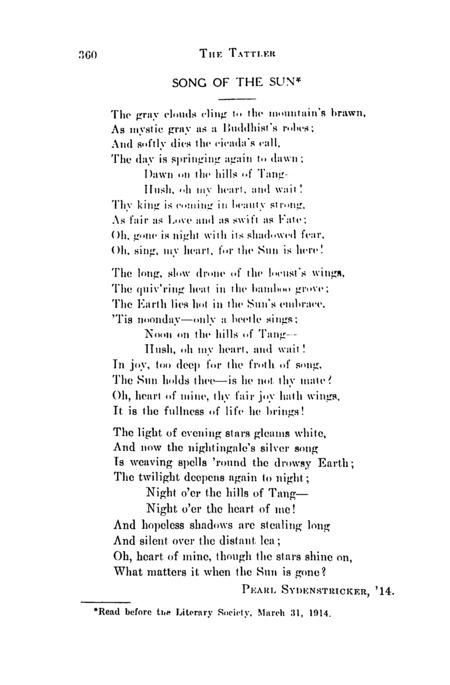 360 THE TATTLER
SONG OF THE SUN*
The gray clouds cling to the mountain's brawn,
As mystic gray as a Buddhist's robes;
And softly dies the cicada's call,
The day is springing again to dawn;
Dawn on the hills of Tang-
Hush, oh my heart, and wait!
Thy king is coming in beauty strong,
As fair as Love and as swift as Fate;
Oh, gone is night with its shadowed fear,
Oh, sing, my heart, for the Sun is here!
The long, slow drone of the locust's wings,
The quiv'ring heat in the bamboo grove;
The Earth lies hot in the Sun's embrace,
'Tis noonday—only a beetle sings;
Noon on the hills of Tang--
Hush, oh my heart, and wait!
In joy, too deep for the froth of song,
The Sun holds thee—is he not thy mate?
Oh, heart of mine, thy fair joy hath wings,
It is the fullness of life he brings!
The light of evening stars gleams white,
And now the nightingale's silver song
Is weaving spells 'round the drowsy Earth;
The twilight deepens again to night;
Night o'er the hills of Tang—
Night o'er the heart of me!
And hopeless shadows are stealing long
And silent over the distant lea;
Oh, heart of mine, though the stars shine on,
What matters it when the Sun is gone?
PEARL SYDENSTRICKER, '14.
*Read before the Literary Society, March 31, 1914.